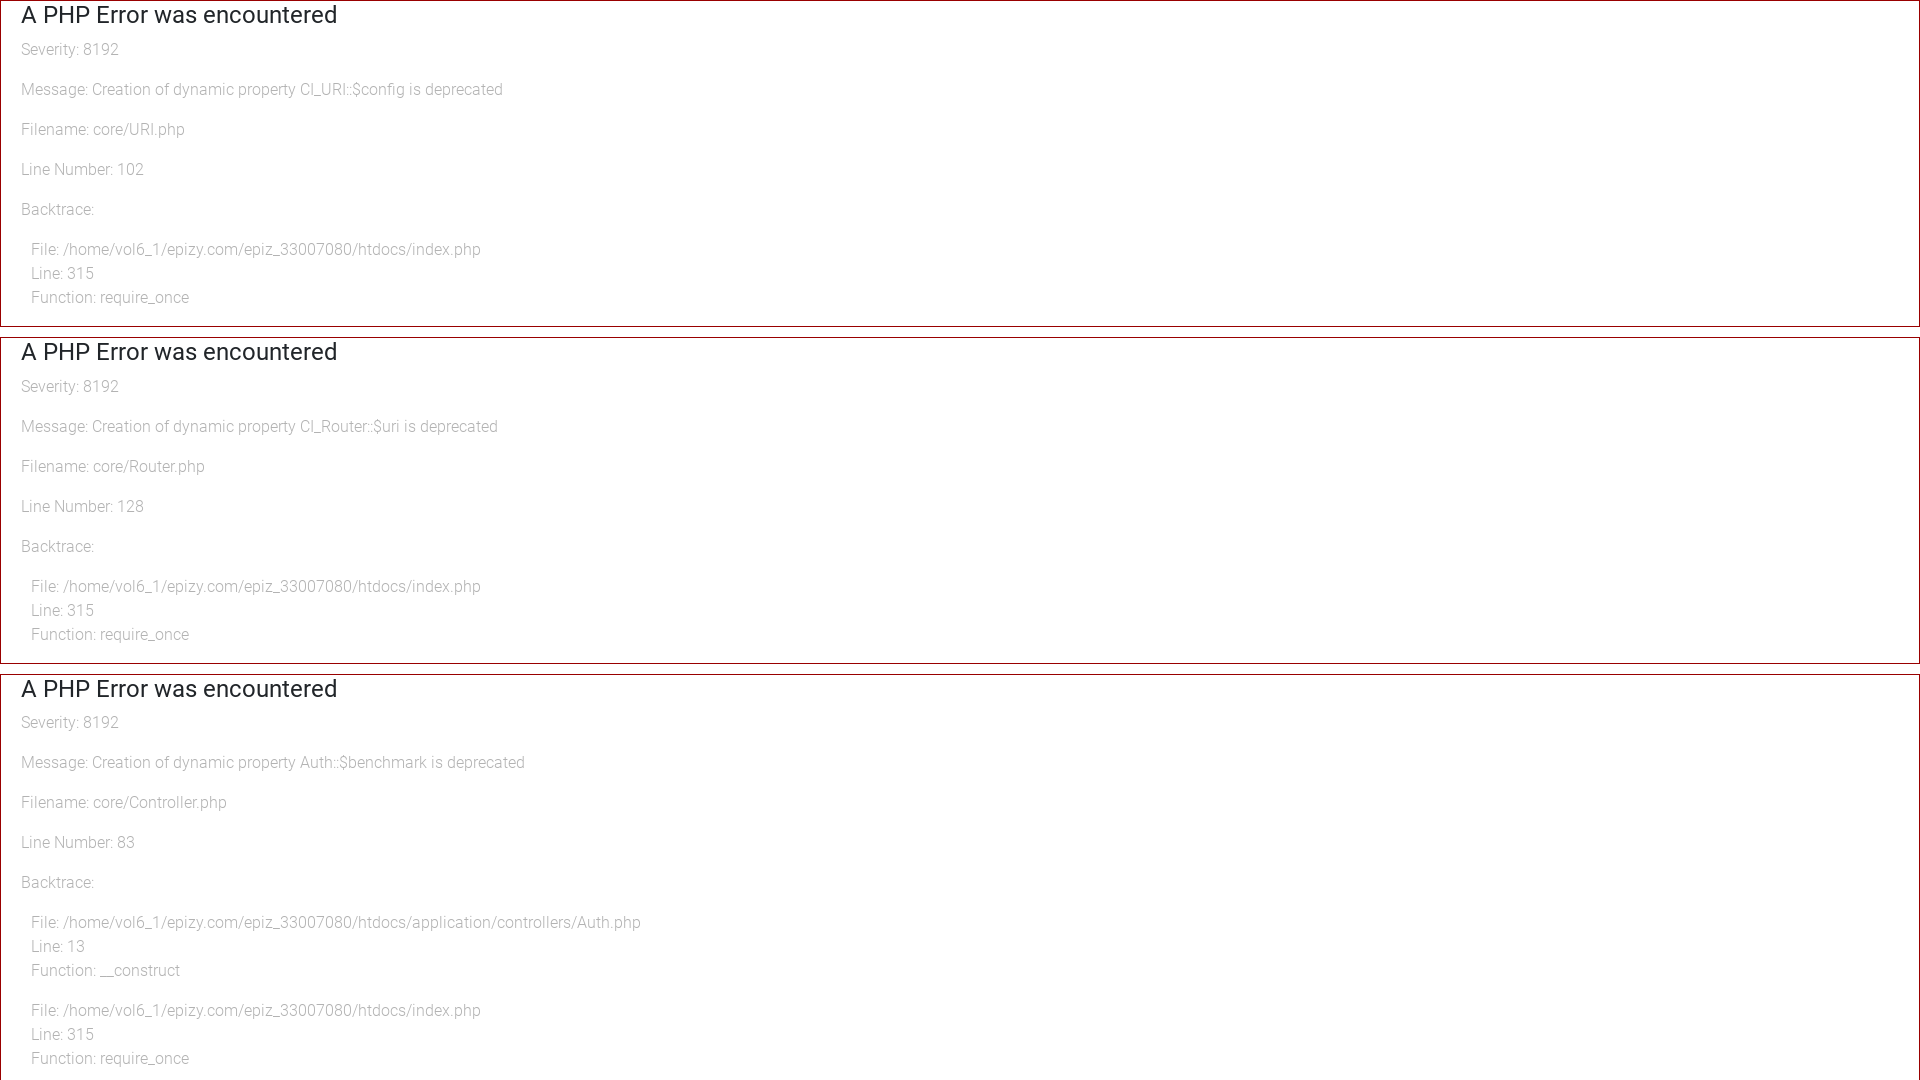 A PHP Error was encountered
Severity: 8192
Message: Creation of dynamic property CI_URI::$config is deprecated
Filename: core/URI.php
Line Number: 102
Backtrace:
File: /home/vol6_1/epizy.com/epiz_33007080/htdocs/index.php
Line: 315
Function: require_once
A PHP Error was encountered
Severity: 8192
Message: Creation of dynamic property CI_Router::$uri is deprecated
Filename: core/Router.php
Line Number: 128
Backtrace:
File: /home/vol6_1/epizy.com/epiz_33007080/htdocs/index.php
Line: 315
Function: require_once
A PHP Error was encountered
Severity: 8192
Message: Creation of dynamic property Auth::$benchmark is deprecated
Filename: core/Controller.php
Line Number: 83
Backtrace:
File: /home/vol6_1/epizy.com/epiz_33007080/htdocs/application/controllers/Auth.php
Line: 13
Function: __construct
File: /home/vol6_1/epizy.com/epiz_33007080/htdocs/index.php
Line: 315
Function: require_once